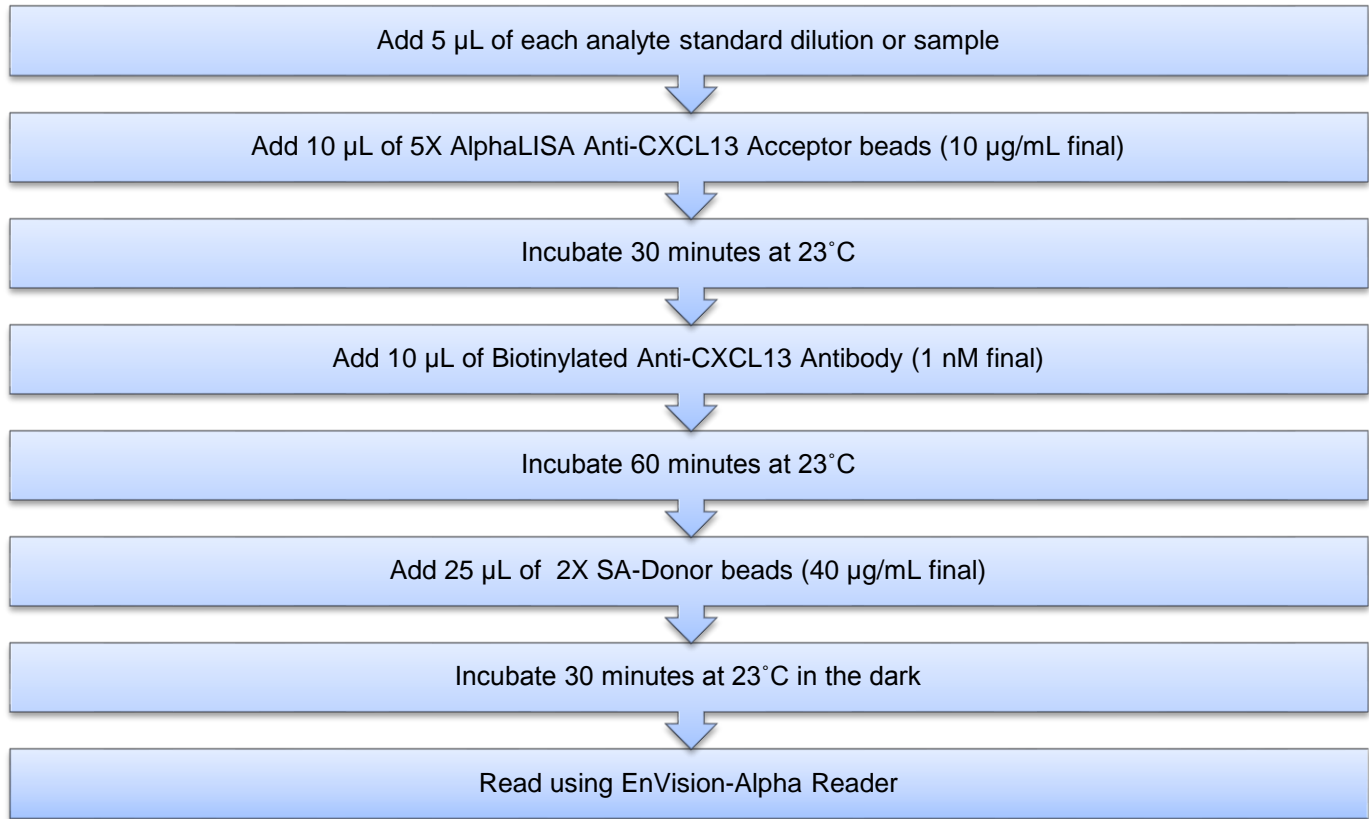 Add 5 µL of each analyte standard dilution or sample
Add 10 µL of 5X AlphaLISA Anti-CXCL13 Acceptor beads (10 µg/mL final)
Incubate 30 minutes at 23˚C
Add 10 µL of Biotinylated Anti-CXCL13 Antibody (1 nM final)
Incubate 60 minutes at 23˚C
Add 25 µL of  2X SA-Donor beads (40 µg/mL final)
Incubate 30 minutes at 23˚C in the dark
Read using EnVision-Alpha Reader